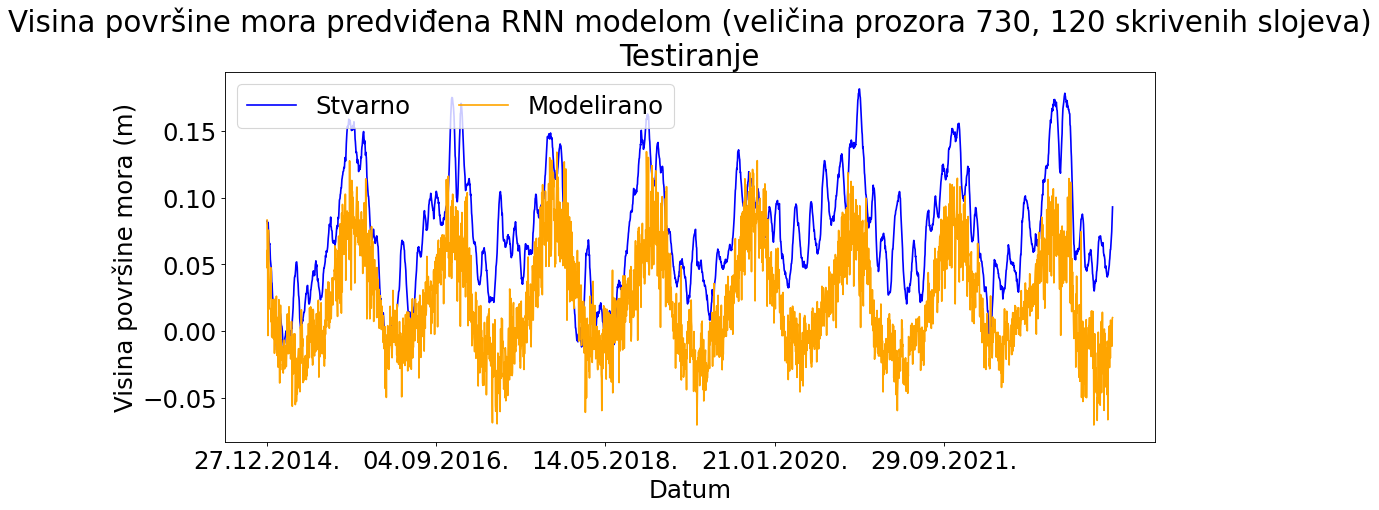 Visina površine mora predviđena RNN modelom (veličina prozora 730, 120 skrivenih slojeva)
Testiranje
Stvarno Modelirano
Visina površine mora (m)
0.15
0.10
0.05
0.00
−0.05
27.12.2014. 04.09.2016. 14.05.2018. 21.01.2020. 29.09.2021.
Datum